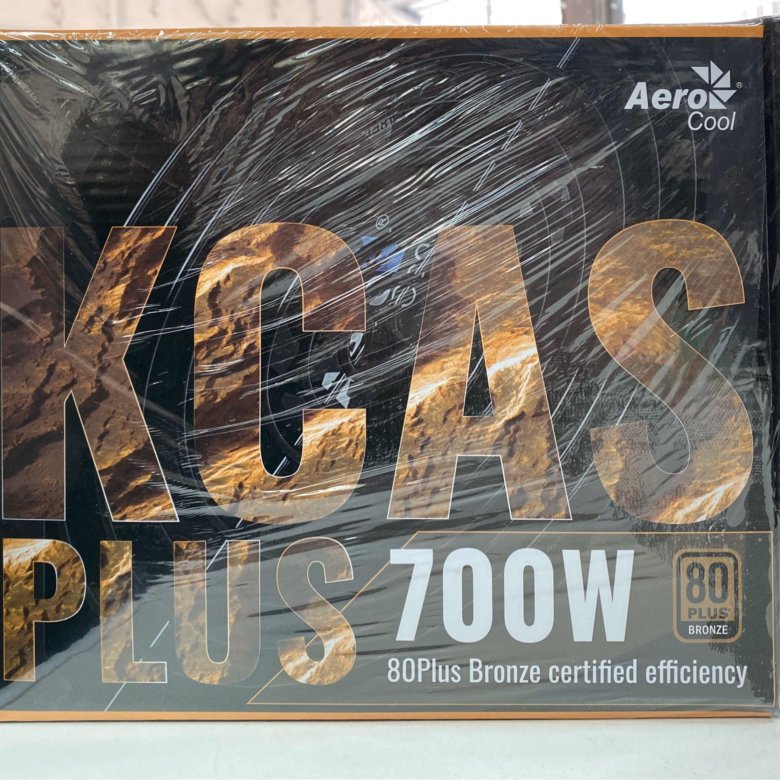 Aero
Cool
KCAS
PLUS
700W
80
PLUS
BRONZE
80Plus Bronze certified efficiency